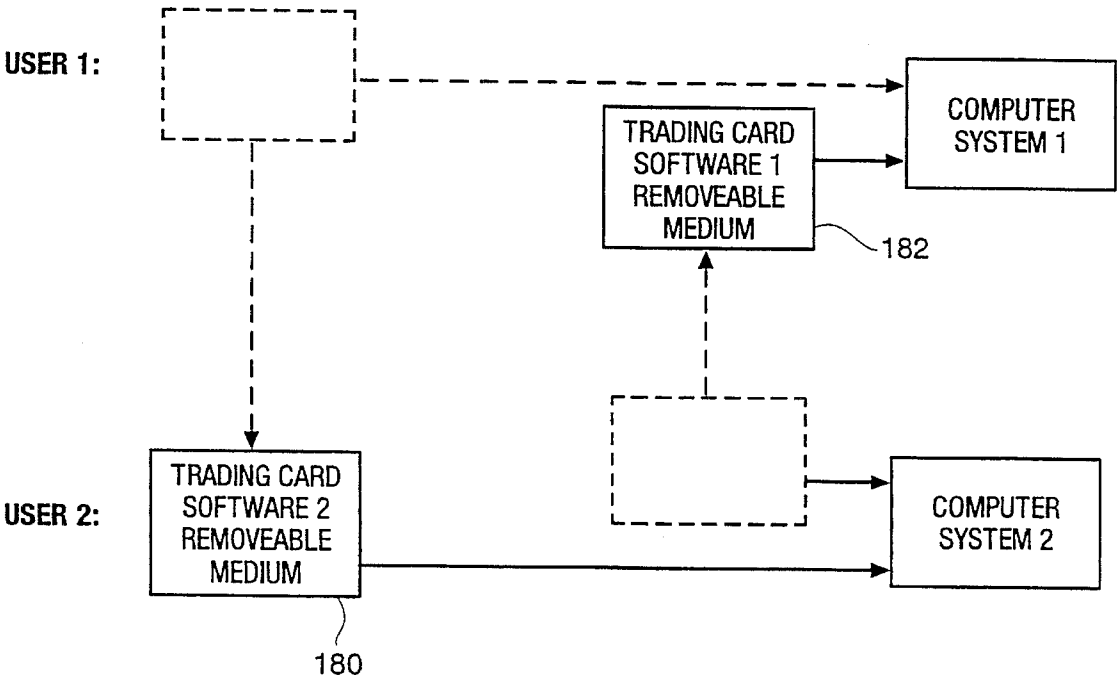 USER 1:
COMPUTER
SYSTEM 1
TRADING CARD
SOFTWARE 1
REMOVEABLE
MEDIUM
182
USER 2:
TRADING CARD
SOFTWARE 2
REMOVEABLE
MEDIUM
COMPUTER
SYSTEM 2
180